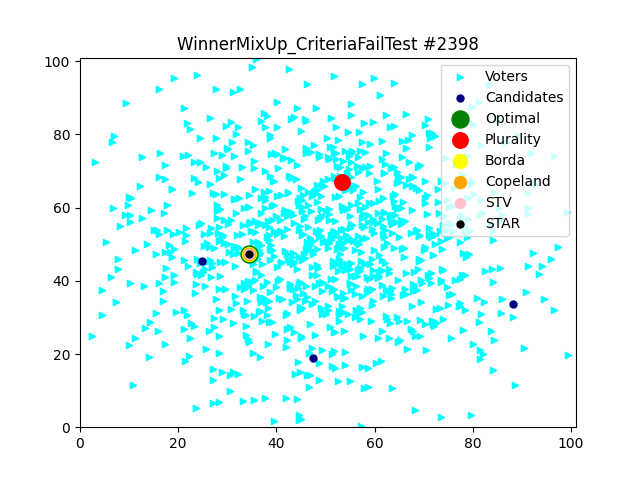 WinnerMixUp_CriteriaFailTest #2398
100
80
60
40
20
0
0 20 40 60 80 100
Voters
Candidates
Optimal
Plurality
Borda
Copeland
STV
STAR